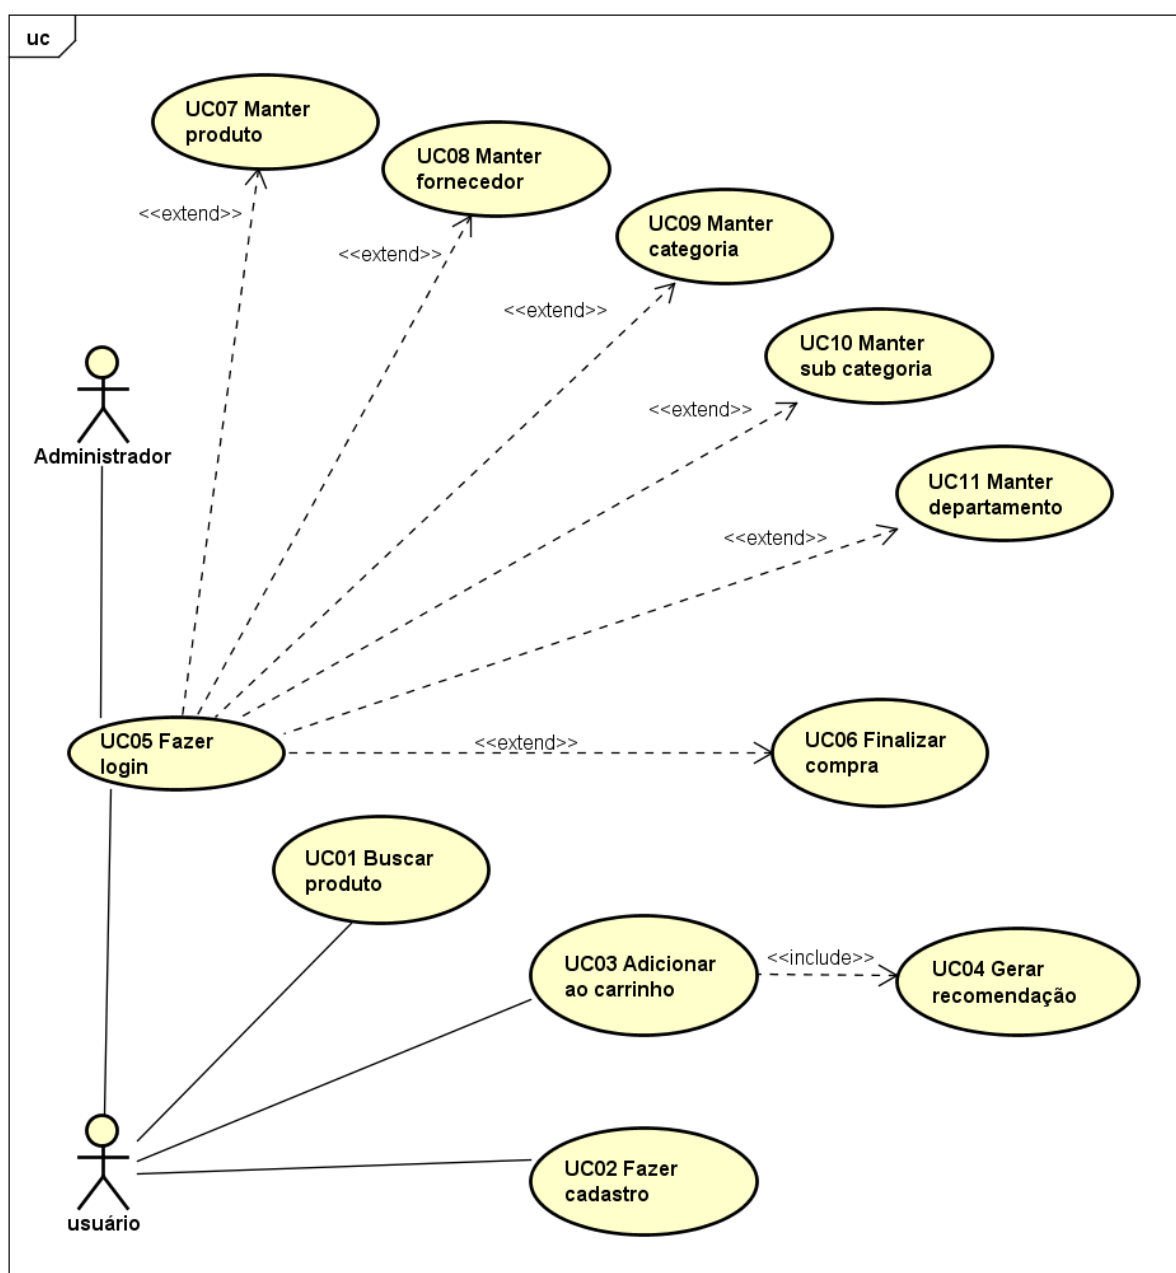 uc
UC07 Manter
produto
UC08 Manter
fornecedor
<<extend>>
UC09 Manter
categoria
<<extend>>
<<extend>>
UC10 Manter
sub categoria
<<extend>>
Administrador
UC11 Manter
departamento
<<extend>>
UC05 Fazer
login
<<extend>>
UC06 Finalizar
compra
UC01 Buscar
produto
UC03 Adicionar
ao carrinho
<<include>>
UC04 Gerar
recomendação
UC02 Fazer
cadastro
usuário